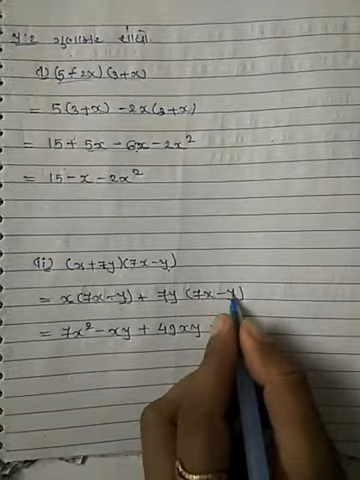 પ્ર:2 ગુણાકાર શોધો.
(i) (5-2x) (3+x)
= 5(3+x) -2x(3+x)
= 15+ 5x - 6x - 2x²
= 15 - x - 2x²
(ii) (x+7y)(7x-y)
= x(7x-y) + 7y (7x-y)
= 7x² - xy + 49xy